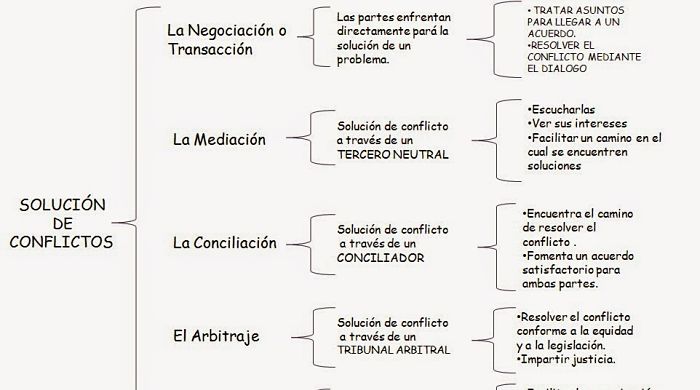 SOLUCIÓN
DE
CONFLICTOS
La Negociación o
Transacción
Las partes enfrentan
directamente pará la
solución de un
problema.
• TRATAR ASUNTOS
PARA LLEGAR A UN
ACUERDO.
•RESOLVER EL
CONFLICTO MEDIANTE
EL DIALOGO
La Mediación
Solución de conflicto
a través de un
TERCERO NEUTRAL
•Escucharlas
•Ver sus intereses
•Facilitar un camino en el
cual se encuentren
soluciones
La Conciliación
Solución de conflicto
a través de un
CONCILIADOR
•Encuentra el camino
de resolver el
conflicto .
•Fomenta un acuerdo
satisfactorio para
ambas partes.
El Arbitraje
Solución de conflicto
a través de un
TRIBUNAL ARBITRAL
•Resolver el conflicto
conforme a la equidad
y a la legislación.
•Impartir justicia.